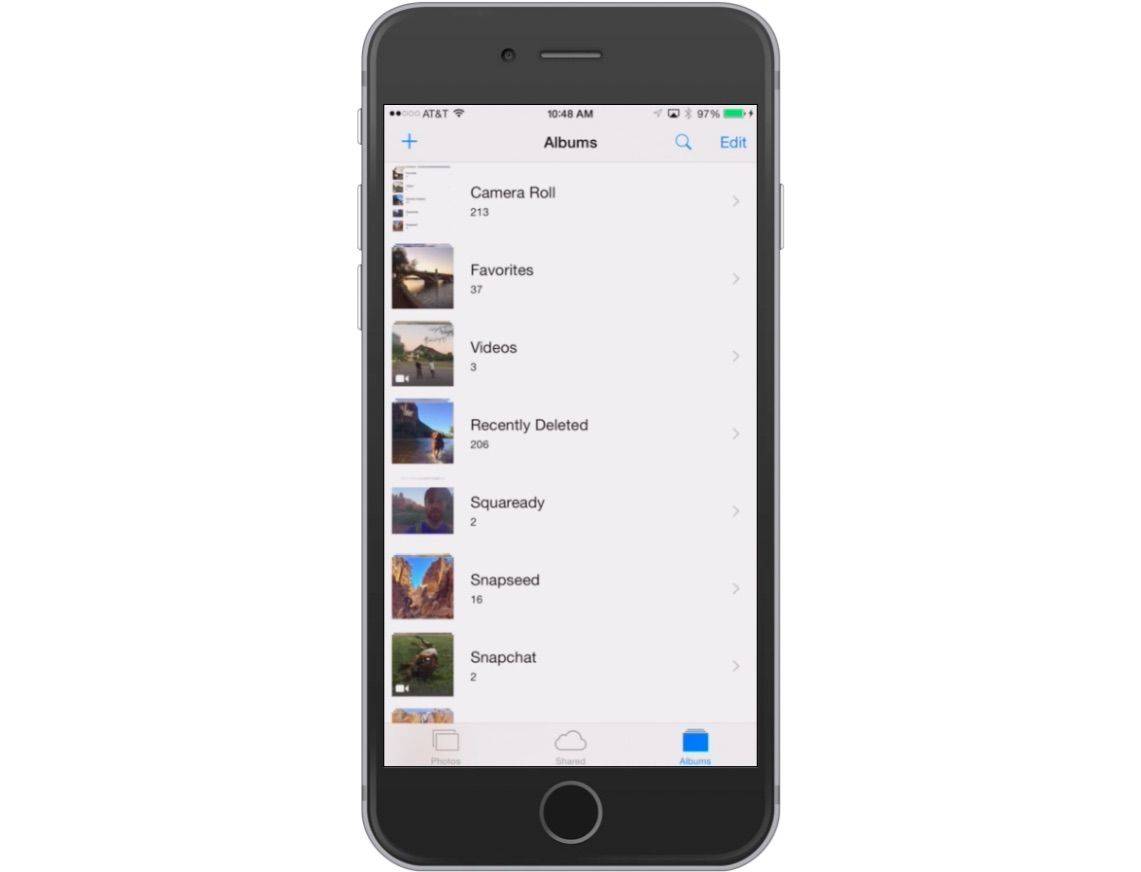 AT&T 10:48 AM 97%
+ Albums Edit
Camera Roll
213
Favorites
37
Videos
3
Recently Deleted
206
Squaready
2
Snapseed
16
Snapchat
2
Photos Shared Albums